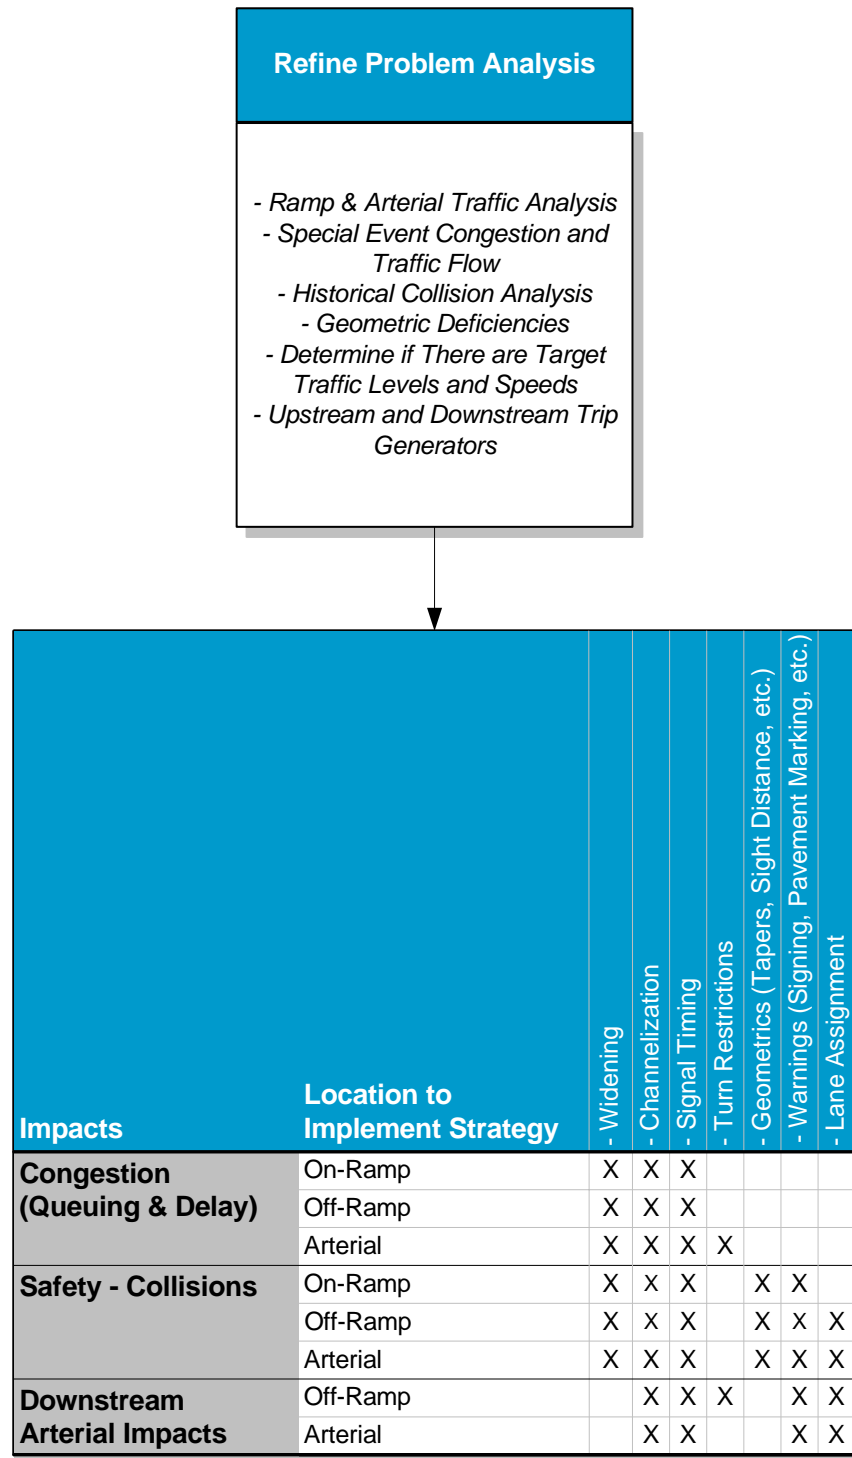 Refine Problem Analysis
- Ramp & Arterial Traffic Analysis
- Special Event Congestion and
Traffic Flow
- Historical Collision Analysis
- Geometric Deficiencies
- Determine if There are Target
Traffic Levels and Speeds
- Upstream and Downstream Trip
Generators
Impacts
Location to
Implement Strategy
- Widening
- Channelization
- Signal Timing
- Turn Restrictions
- Geometrics (Tapers, Sight Distance, etc.)
- Warnings (Signing, Pavement Marking, etc.)
- Lane Assignment
Congestion
(Queuing & Delay)
On-Ramp X X X
Off-Ramp X X X
Arterial X X X X
Safety - Collisions
On-Ramp X X X X X
Off-Ramp X X X X X X
Arterial X X X X X X
Downstream
Arterial Impacts
Off-Ramp X X X X X
Arterial X X X X